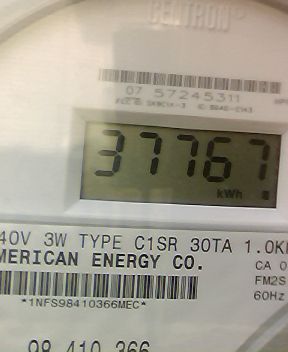 CENTRON®
07 57245311
37767
kWh
40V 3W TYPE C1SR 30TA 1.0K
MERICAN ENERGY CO.
CA 0
FM2S
60Hz
*1NFS98410366MEC*
98 410 366